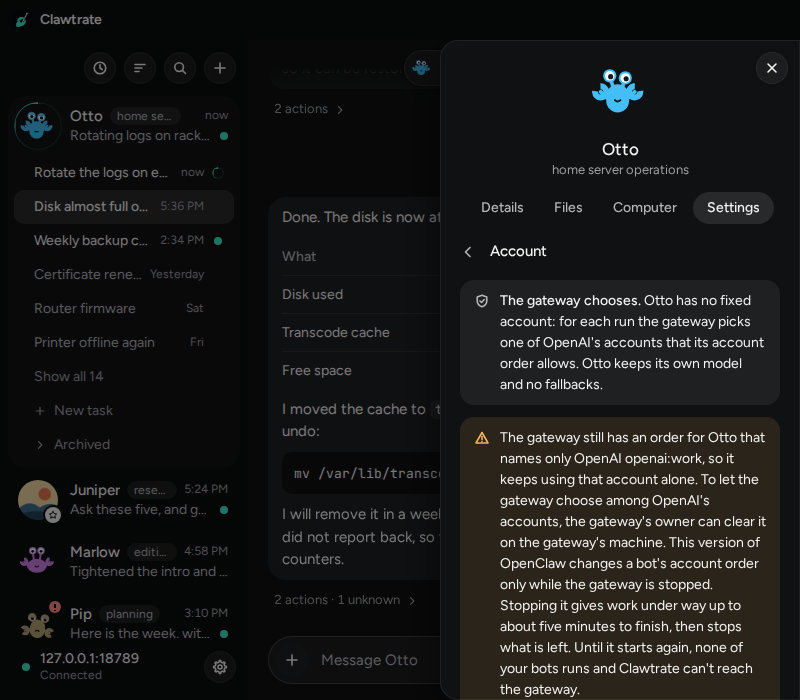 Clawtrate
Otto home se... now
Rotating logs on rack...
Rotate the logs on e... now
Disk almost full o... 5:36 PM
Weekly backup c... 2:34 PM
Certificate rene... Yesterday
Router firmware Sat
Printer offline again Fri
Show all 14
New task
Archived
Juniper rese... 5:24 PM
Ask these five, and g...
Marlow editi... 4:58 PM
Tightened the intro and ...
Pip planning 3:10 PM
Here is the week. wit...
127.0.0.1:18789
Connected
2 actions
Done. The disk is now at
What
Disk used
Transcode cache
Free space
I moved the cache to
undo:
mv /var/lib/transco
I will remove it in a week
did not report back, so
counters.
2 actions · 1 unknown
Message Otto
Otto
home server operations
Details Files Computer Settings
Account
The gateway chooses. Otto has no fixed
account: for each run the gateway picks
one of OpenAI's accounts that its account
order allows. Otto keeps its own model
and no fallbacks.
The gateway still has an order for Otto that
names only OpenAI openai:work, so it
keeps using that account alone. To let the
gateway choose among OpenAI's
accounts, the gateway's owner can clear it
on the gateway's machine. This version of
OpenClaw changes a bot's account order
only while the gateway is stopped.
Stopping it gives work under way up to
about five minutes to finish, then stops
what is left. Until it starts again, none of
your bots runs and Clawtrate can't reach
the gateway.